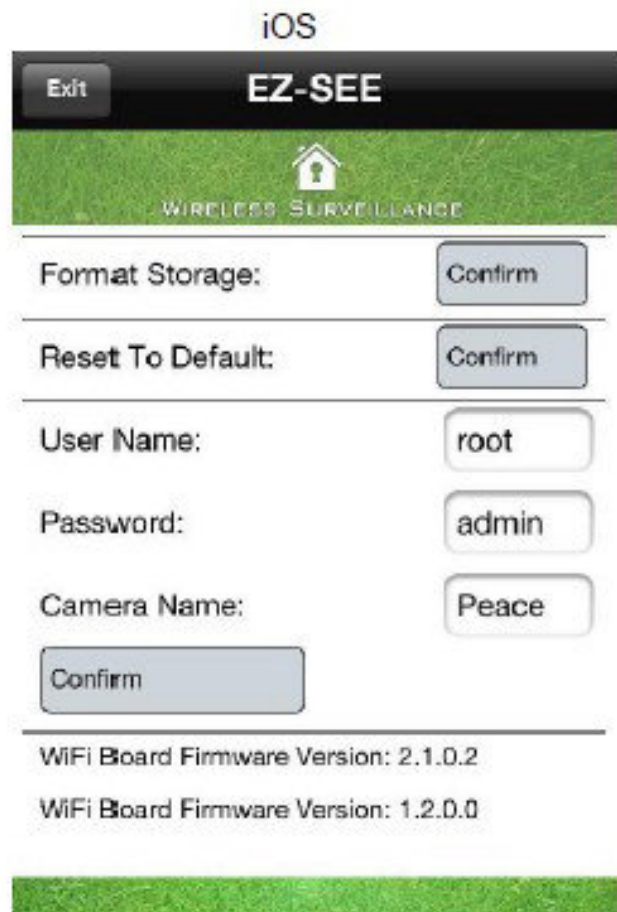 iOS
Exit EZ-SEE
WIRELESS SURVEILLANCE
Format Storage: Confirm
Reset To Default: Confirm
User Name: root
Password: admin
Camera Name: Peace
Confirm
WiFi Board Firmware Version: 2.1.0.2
WiFi Board Firmware Version: 1.2.0.0